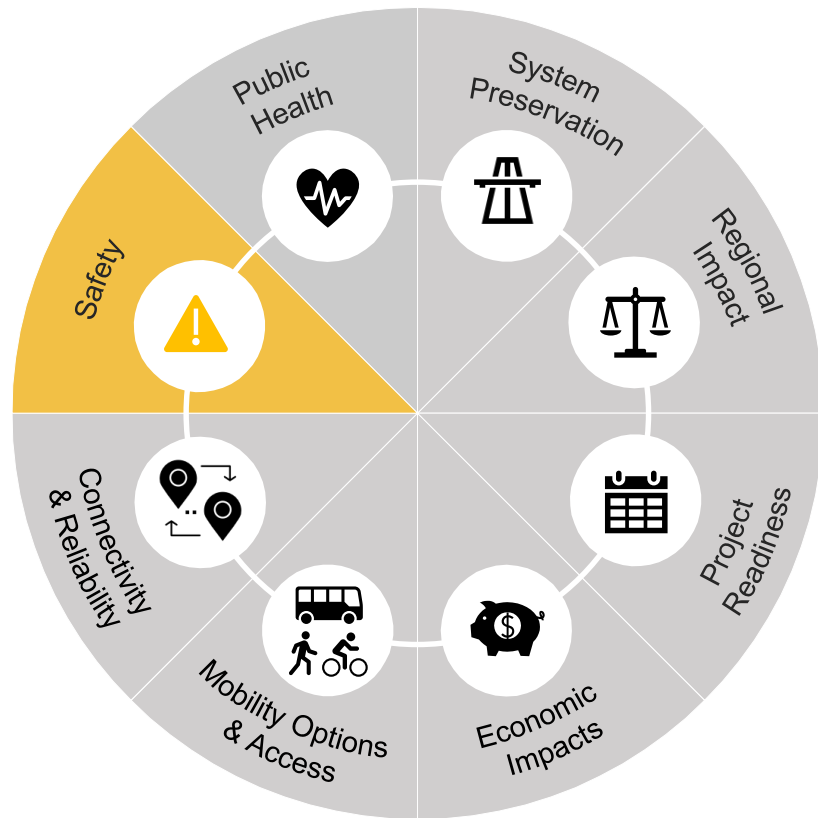 Public
Health
System
Preservation
Regional
Impact
Project
Readiness
Economic
Impacts
Mobility Options
& Access
Connectivity
& Reliability
Safety
$